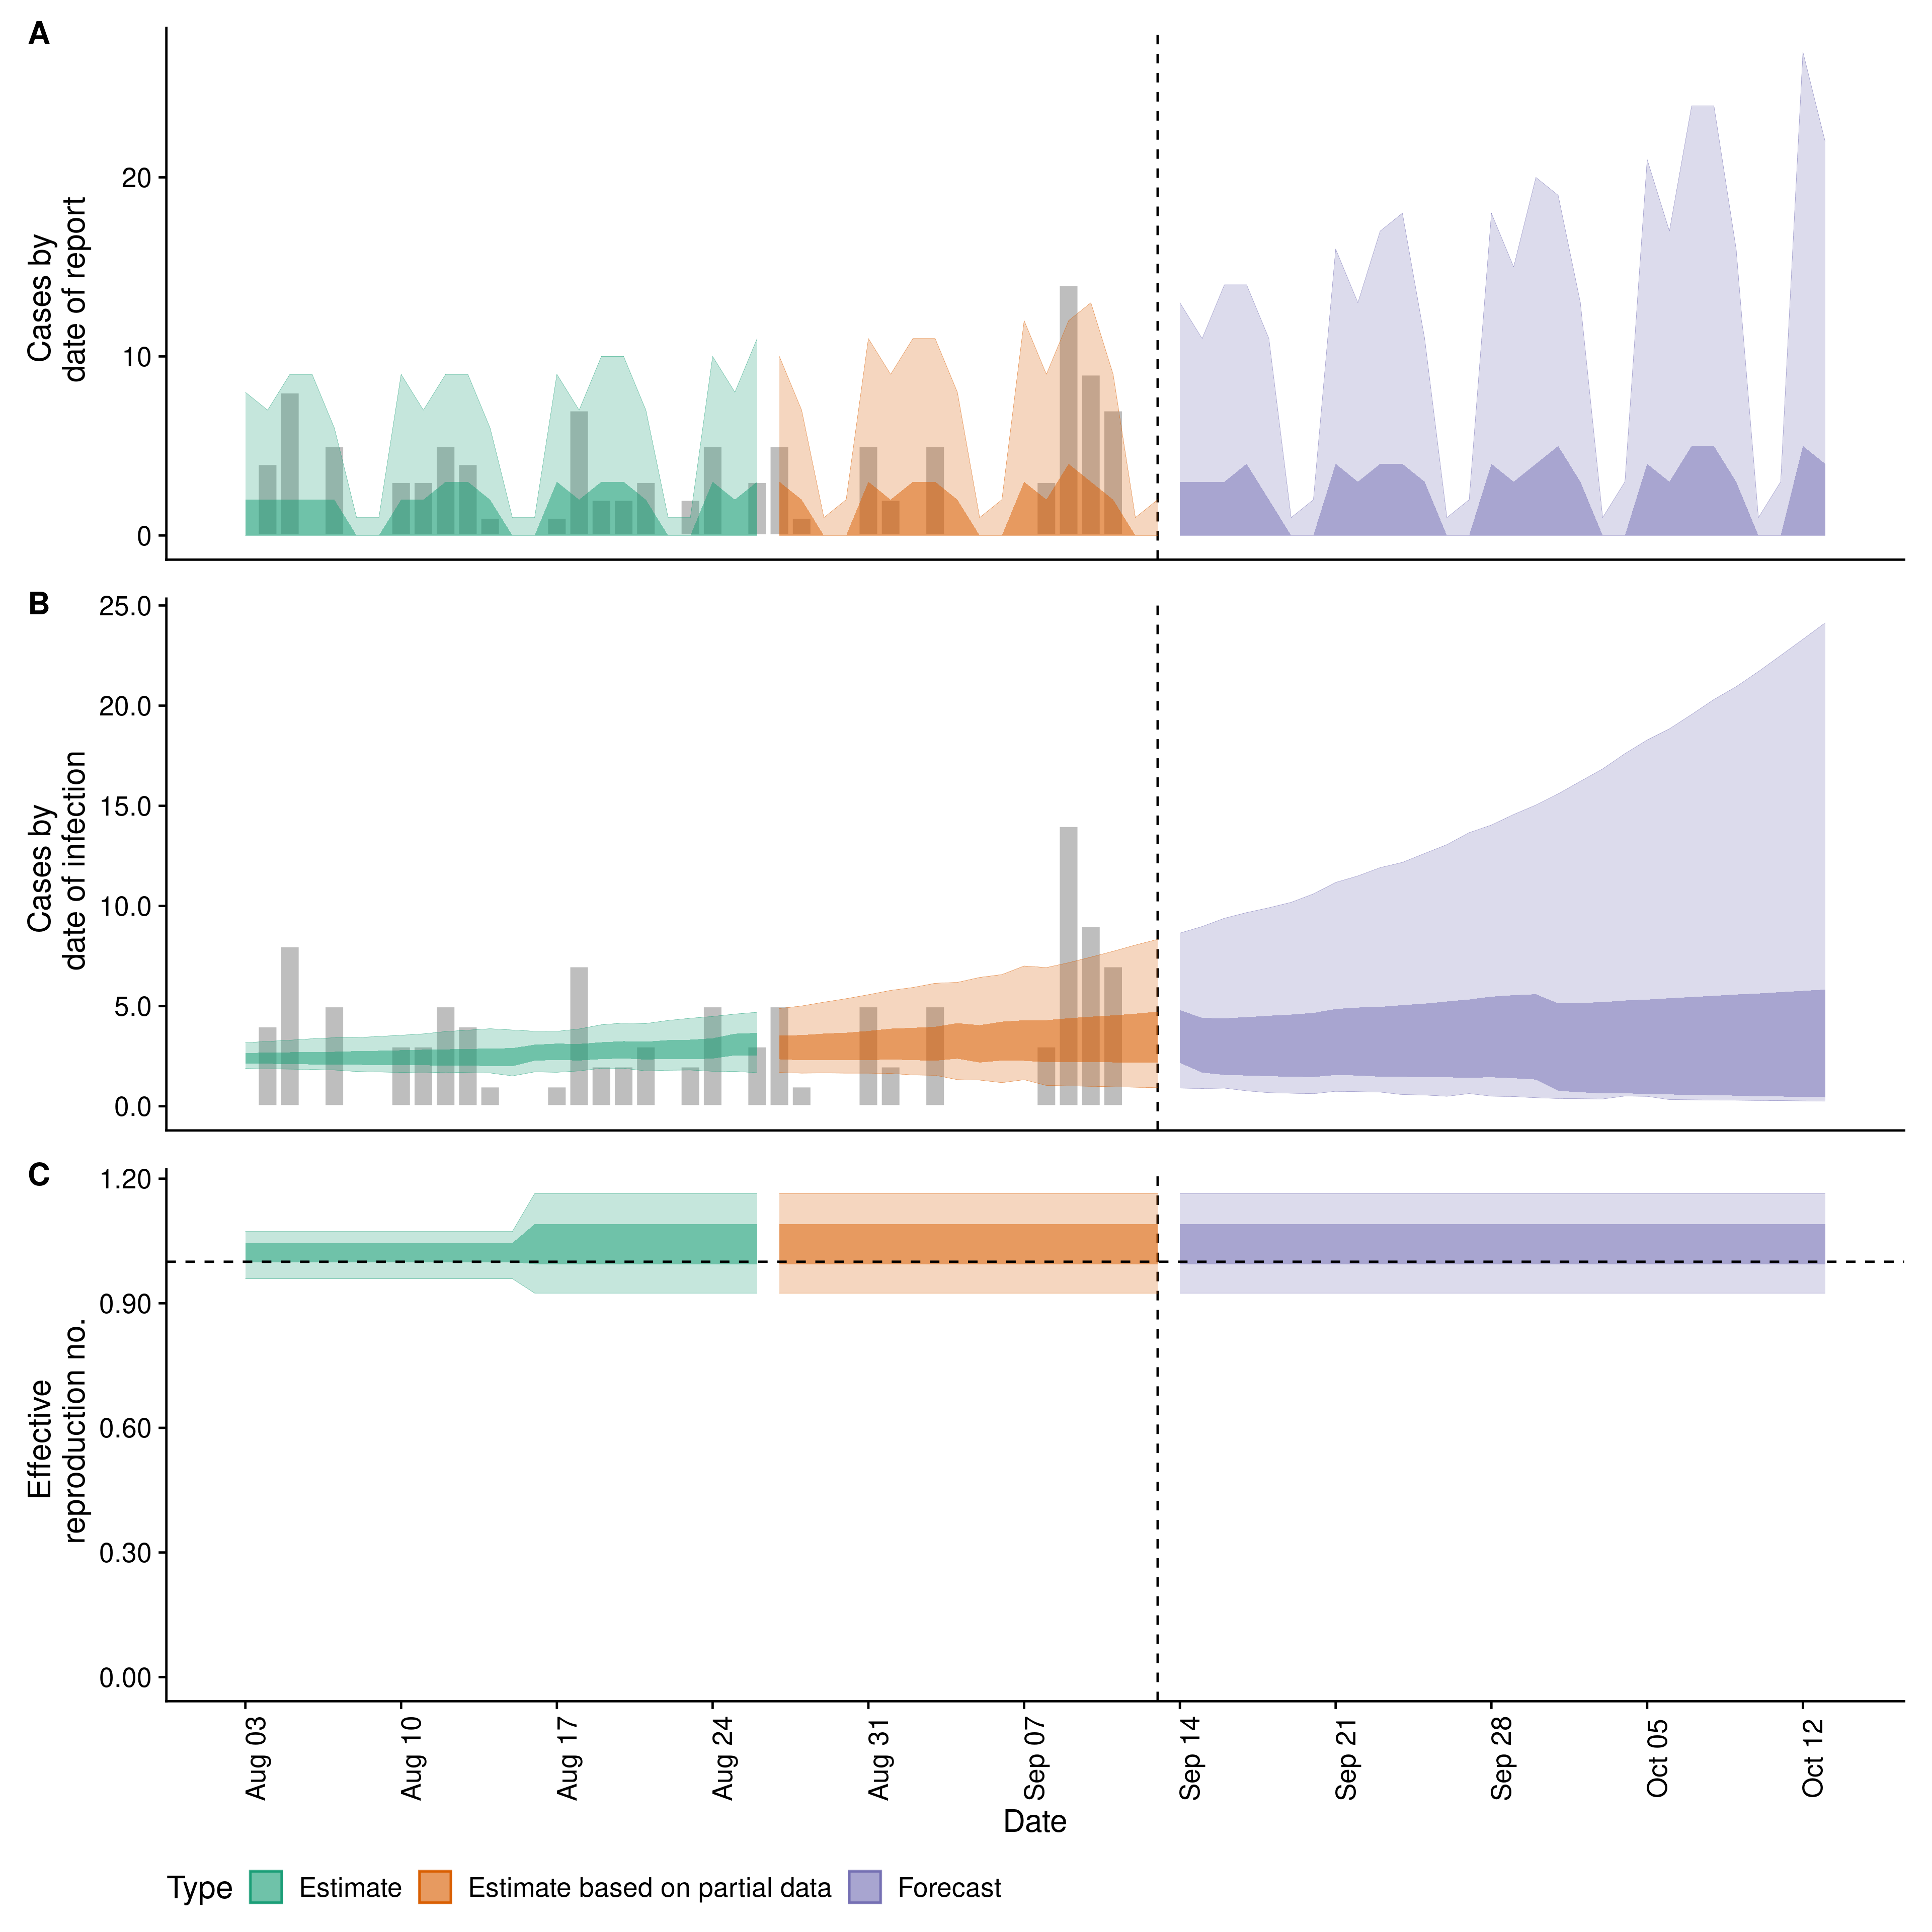 A
Cases by
date of report
20
10
0
B
Cases by
date of infection
25.0
20.0
15.0
10.0
5.0
0.0
C
Effective
reproduction no.
1.20
0.90
0.60
0.30
0.00
Aug 03
Aug 10
Aug 17
Aug 24
Aug 31
Sep 07
Sep 14
Sep 21
Sep 28
Oct 05
Oct 12
Date
Type Estimate Estimate based on partial data Forecast